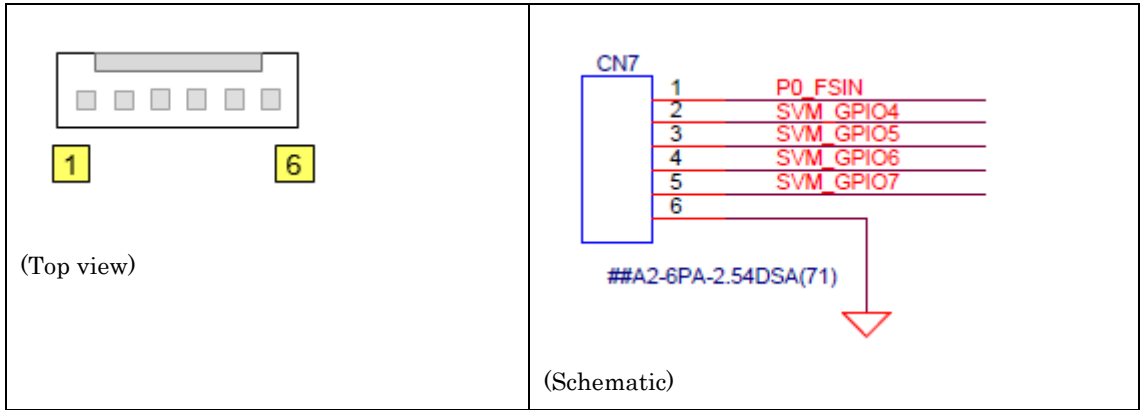 1
6
(Top view)
CN7
1 P0_FSIN
2 SVM_GPIO4
3 SVM_GPIO5
4 SVM_GPIO6
5 SVM_GPIO7
6
##A2-6PA-2.54DSA(71)
(Schematic)